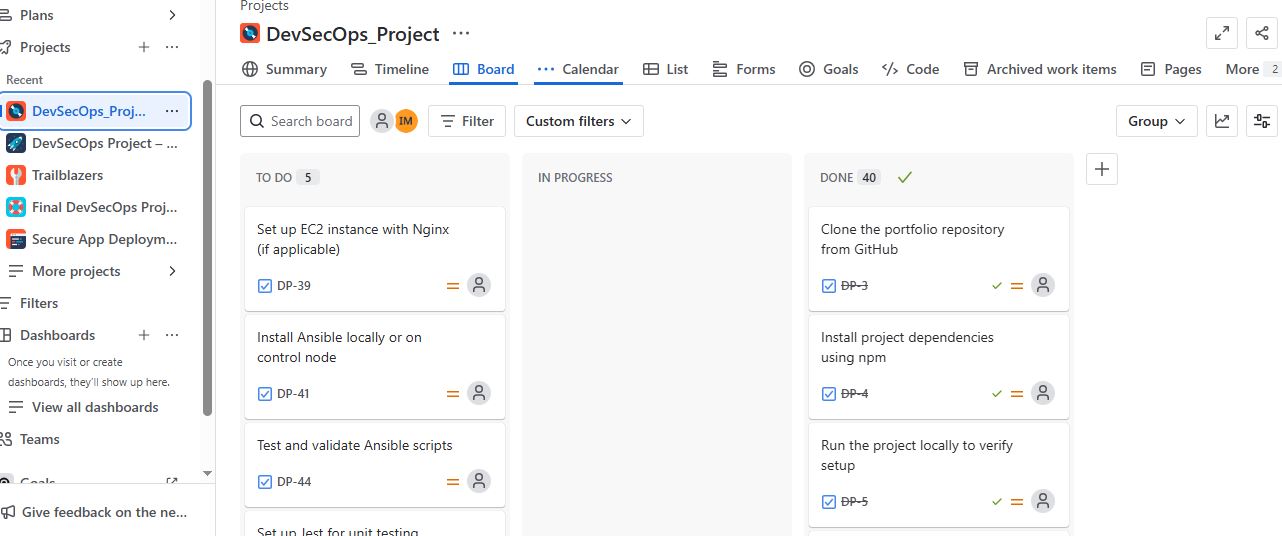 Plans
Projects
Recent
DevSecOps_Proj...
DevSecOps Project – ...
Trailblazers
Final DevSecOps Proj...
Secure App Deploym...
More projects
Filters
Dashboards
Once you visit or create
dashboards, they'll show up here.
View all dashboards
Teams
Goals
Give feedback on the ne...
Projects
DevSecOps_Project
Summary
Timeline
Board
Calendar
List
Forms
Goals
Code
Archived work items
Pages
More 2
Search board
IM
Filter
Custom filters
Group
TO DO 5
Set up EC2 instance with Nginx
(if applicable)
DP-39
Install Ansible locally or on
control node
DP-41
Test and validate Ansible scripts
DP-44
Set up Jest for unit testing
IN PROGRESS
DONE 40
Clone the portfolio repository
from GitHub
DP-3
Install project dependencies
using npm
DP-4
Run the project locally to verify
setup
DP-5